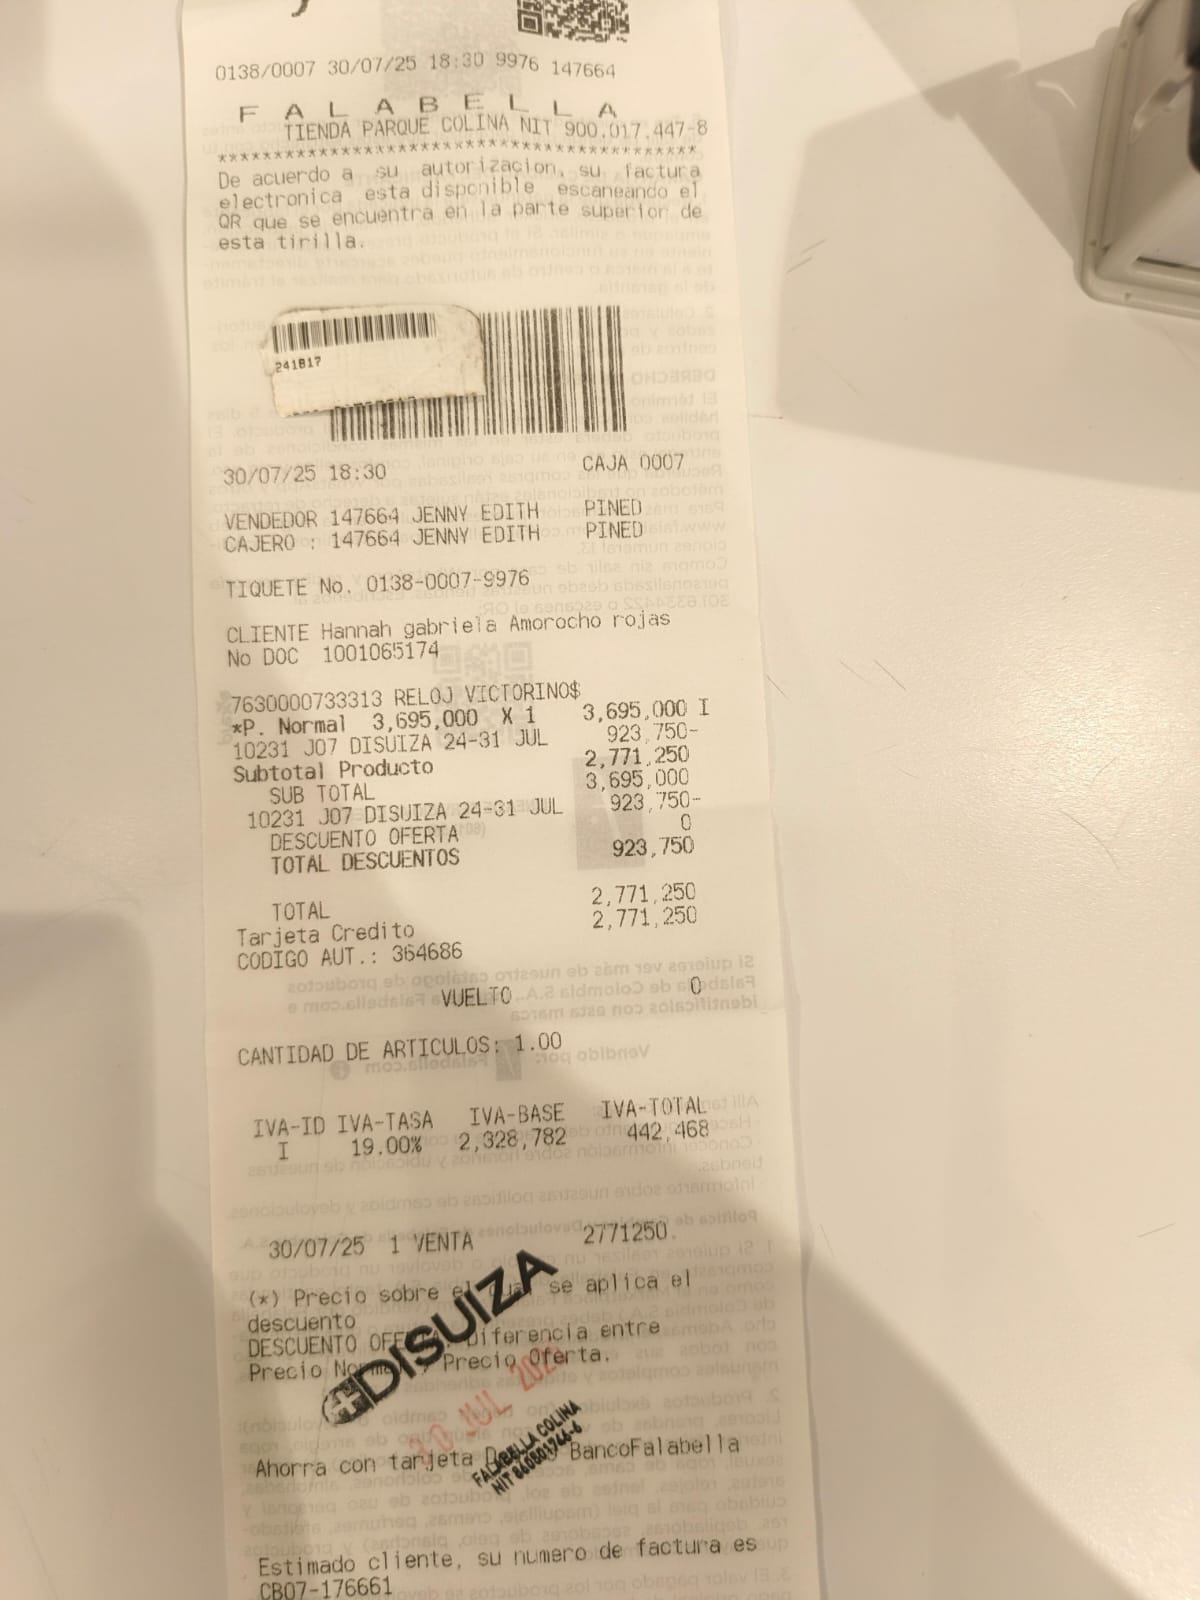 0138/0007 30/07/25 18:30 9976 147664
F A L A B E L L A
TIENDA PARQUE COLINA NIT 900.017.447-8
******************************************
De acuerdo a su autorizacion, su factura
electronica esta disponible escaneando el
QR que se encuentra en la parte superior de
esta tirilla.
241817
30/07/25 18:30 CAJA 0007
VENDEDOR 147664 JENNY EDITH PINED
CAJERO : 147664 JENNY EDITH PINED
TIQUETE No. 0138-0007-9976
CLIENTE Hannah gabriela Amorocho rojas
No DOC 1001065174
7630000733313 RELOJ VICTORINO$
*P. Normal 3,695,000 X 1 3,695,000 I
10231 J07 DISUIZA 24-31 JUL 923,750-
Subtotal Producto 2,771,250
SUB TOTAL 3,695,000
10231 J07 DISUIZA 24-31 JUL 923,750-
DESCUENTO OFERTA 0
TOTAL DESCUENTOS 923,750
TOTAL 2,771,250
Tarjeta Credito 2,771,250
CODIGO AUT.: 364686
VUELTO 0
CANTIDAD DE ARTICULOS: 1.00
IVA-ID IVA-TASA IVA-BASE IVA-TOTAL
I 19.00% 2,328,782 442,468
30/07/25 1 VENTA 2771250.
(*) Precio sobre el cual se aplica el
descuento
DESCUENTO OFERTA: Diferencia entre
Precio Normal y Precio Oferta.
DISUIZA
30 JUL 202
FALABELLA COLINA
Ahorra con tarjeta BancoFalabella
Estimado cliente, su numero de factura es
CB07-176661